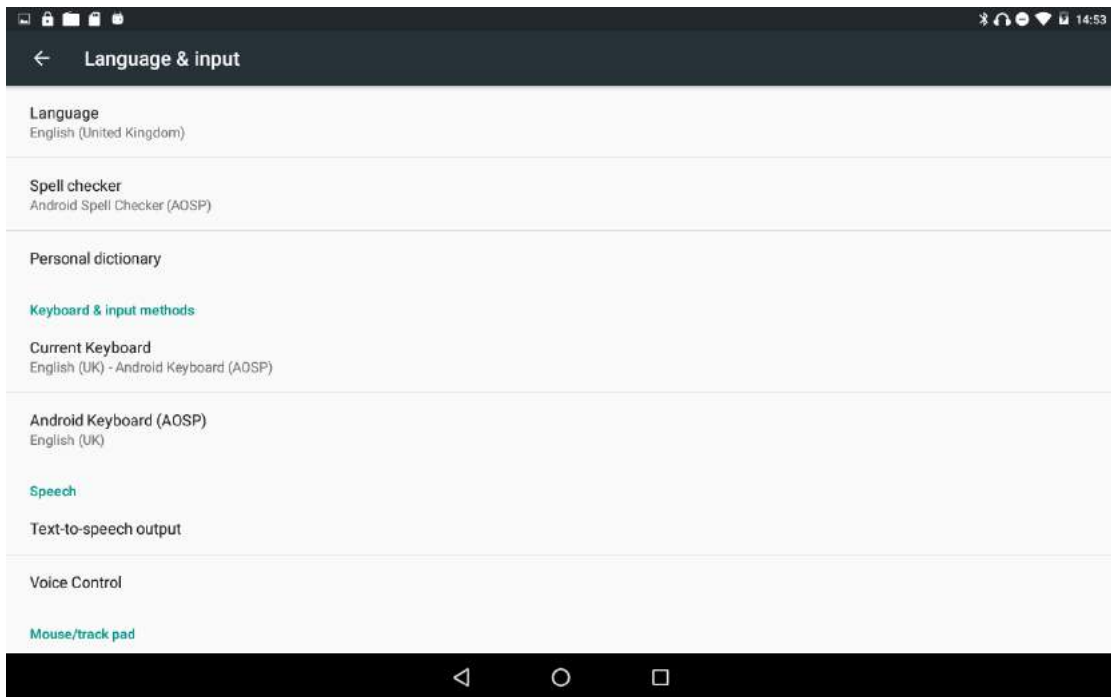 14:53
Language & input
Language
English (United Kingdom)
Spell checker
Android Spell Checker (AOSP)
Personal dictionary
Keyboard & input methods
Current Keyboard
English (UK) - Android Keyboard (AOSP)
Android Keyboard (AOSP)
English (UK)
Speech
Text-to-speech output
Voice Control
Mouse/track pad